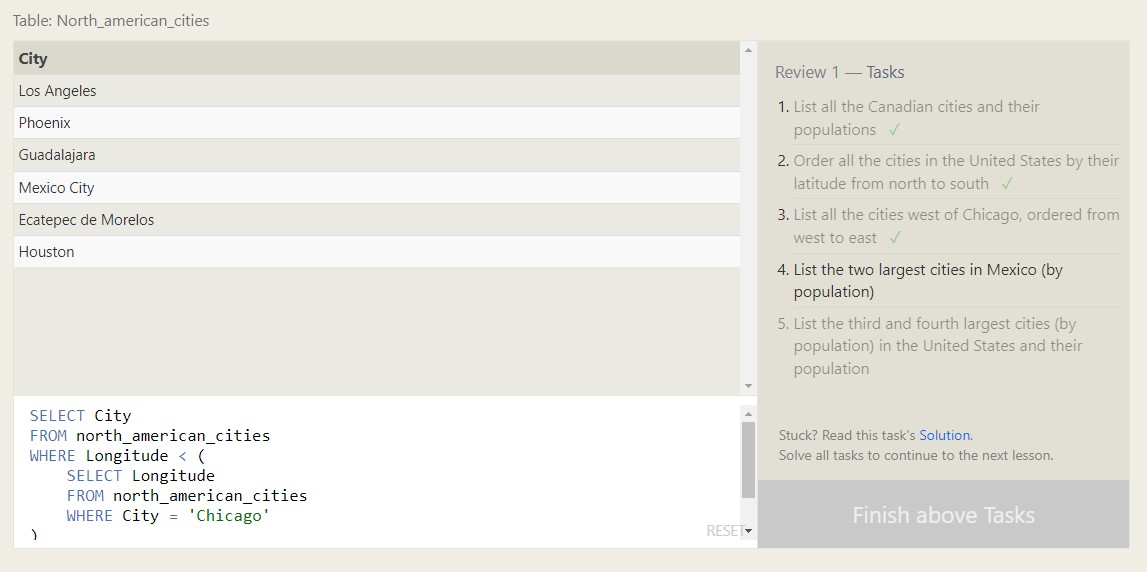 Table: North_american_cities
City
Los Angeles
Phoenix
Guadalajara
Mexico City
Ecatepec de Morelos
Houston
SELECT City
FROM north_american_cities
WHERE Longitude < (
    SELECT Longitude
    FROM north_american_cities
    WHERE City = 'Chicago'
)
RESET
Review 1 — Tasks
1. List all the Canadian cities and their
populations ✓
2. Order all the cities in the United States by their
latitude from north to south ✓
3. List all the cities west of Chicago, ordered from
west to east ✓
4. List the two largest cities in Mexico (by
population)
5. List the third and fourth largest cities (by
population) in the United States and their
population
Stuck? Read this task's Solution.
Solve all tasks to continue to the next lesson.
Finish above Tasks